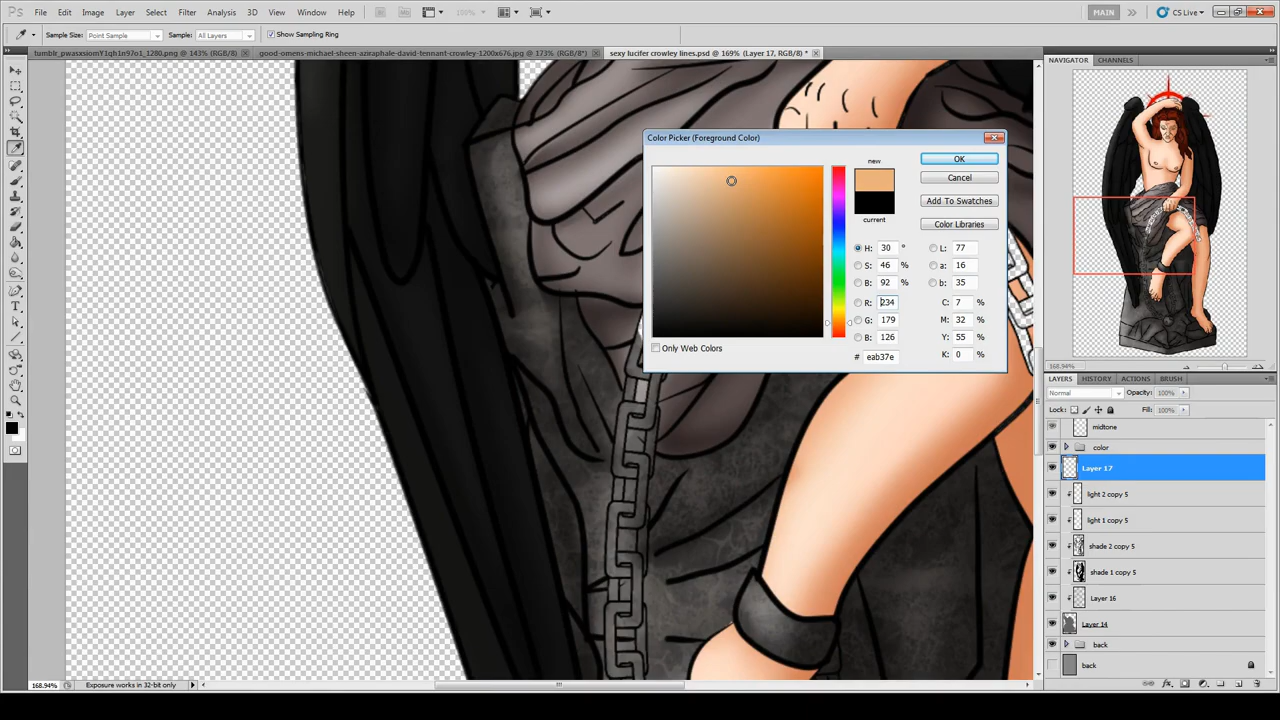 File Edit Image Layer Select Filter Analysis 3D View Window Help MAIN CS Live
Sample Size: Point Sample Sample: All Layers Show Sampling Ring
tumblr_pwasxsiomY1qh1n97o1_1280.png @ 143% (RGB/8) good-omens-michael-sheen-aziraphale-david-tennant-crowley-1200x676.jpg @ 173% (RGB/8*) sexy lucifer crowley lines.psd @ 169% (Layer 17, RGB/8) *
NAVIGATOR CHANNELS
Color Picker (Foreground Color)
new
current
OK
Cancel
Add To Swatches
Color Libraries
H: 30 ° L: 77
S: 46 % a: 16
B: 92 % b: 35
R: 234 C: 7 %
G: 179 M: 32 %
B: 126 Y: 55 %
# eab37e K: 0 %
Only Web Colors
168.94%
LAYERS HISTORY ACTIONS BRUSH
Normal Opacity: 100%
Lock: Fill: 100%
midtone
color
Layer 17
light 2 copy 5
light 1 copy 5
shade 2 copy 5
shade 1 copy 5
Layer 16
Layer 14
back
back
168.94% Exposure works in 32-bit only